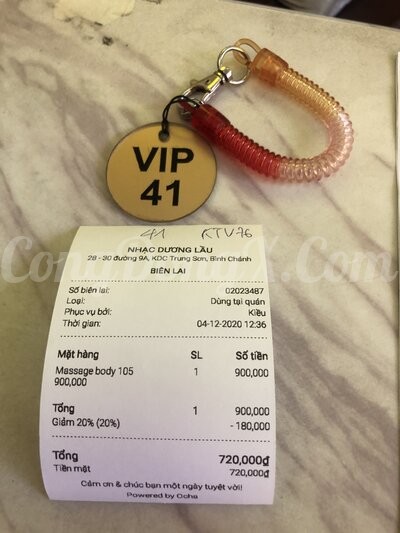 VIP
41
41 KTV76
NHẠC DƯƠNG LẦU
28 - 30 đường 9A, KDC Trung Sơn, Bình Chánh
BIÊN LAI
Số biên lai: 02023487
Loại: Dùng tại quán
Phục vụ bởi: Kiều
Thời gian: 04-12-2020 12:36
Mặt hàng SL Số tiền
Massage body 105 1 900,000
900,000
Tổng 1 900,000
Giảm 20% (20%) - 180,000
Tổng 720,000₫
Tiền mặt 720,000₫
Cảm ơn & chúc bạn một ngày tuyệt vời!
Powered by Ocha